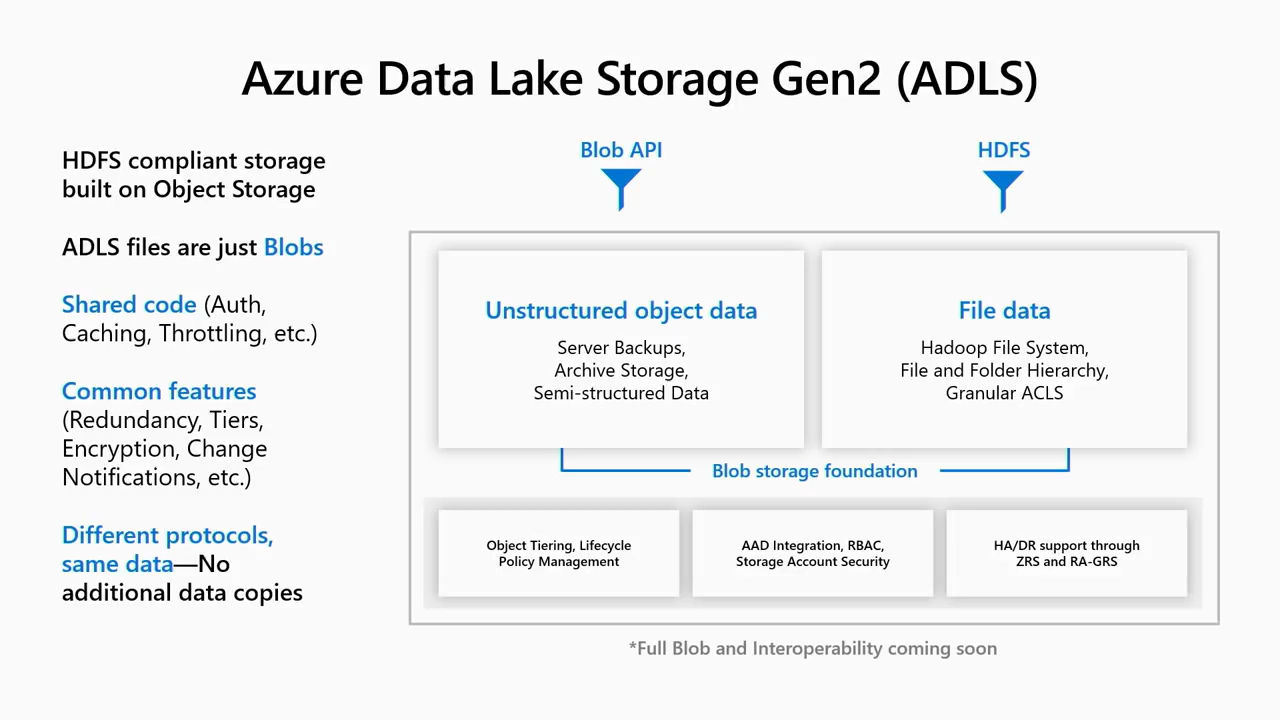 Azure Data Lake Storage Gen2 (ADLS)
HDFS compliant storage
built on Object Storage
ADLS files are just Blobs
Shared code (Auth,
Caching, Throttling, etc.)
Common features
(Redundancy, Tiers,
Encryption, Change
Notifications, etc.)
Different protocols,
same data—No
additional data copies
Blob API
HDFS
Unstructured object data
Server Backups,
Archive Storage,
Semi-structured Data
File data
Hadoop File System,
File and Folder Hierarchy,
Granular ACLS
Blob storage foundation
Object Tiering, Lifecycle
Policy Management
AAD Integration, RBAC,
Storage Account Security
HA/DR support through
ZRS and RA-GRS
*Full Blob and Interoperability coming soon